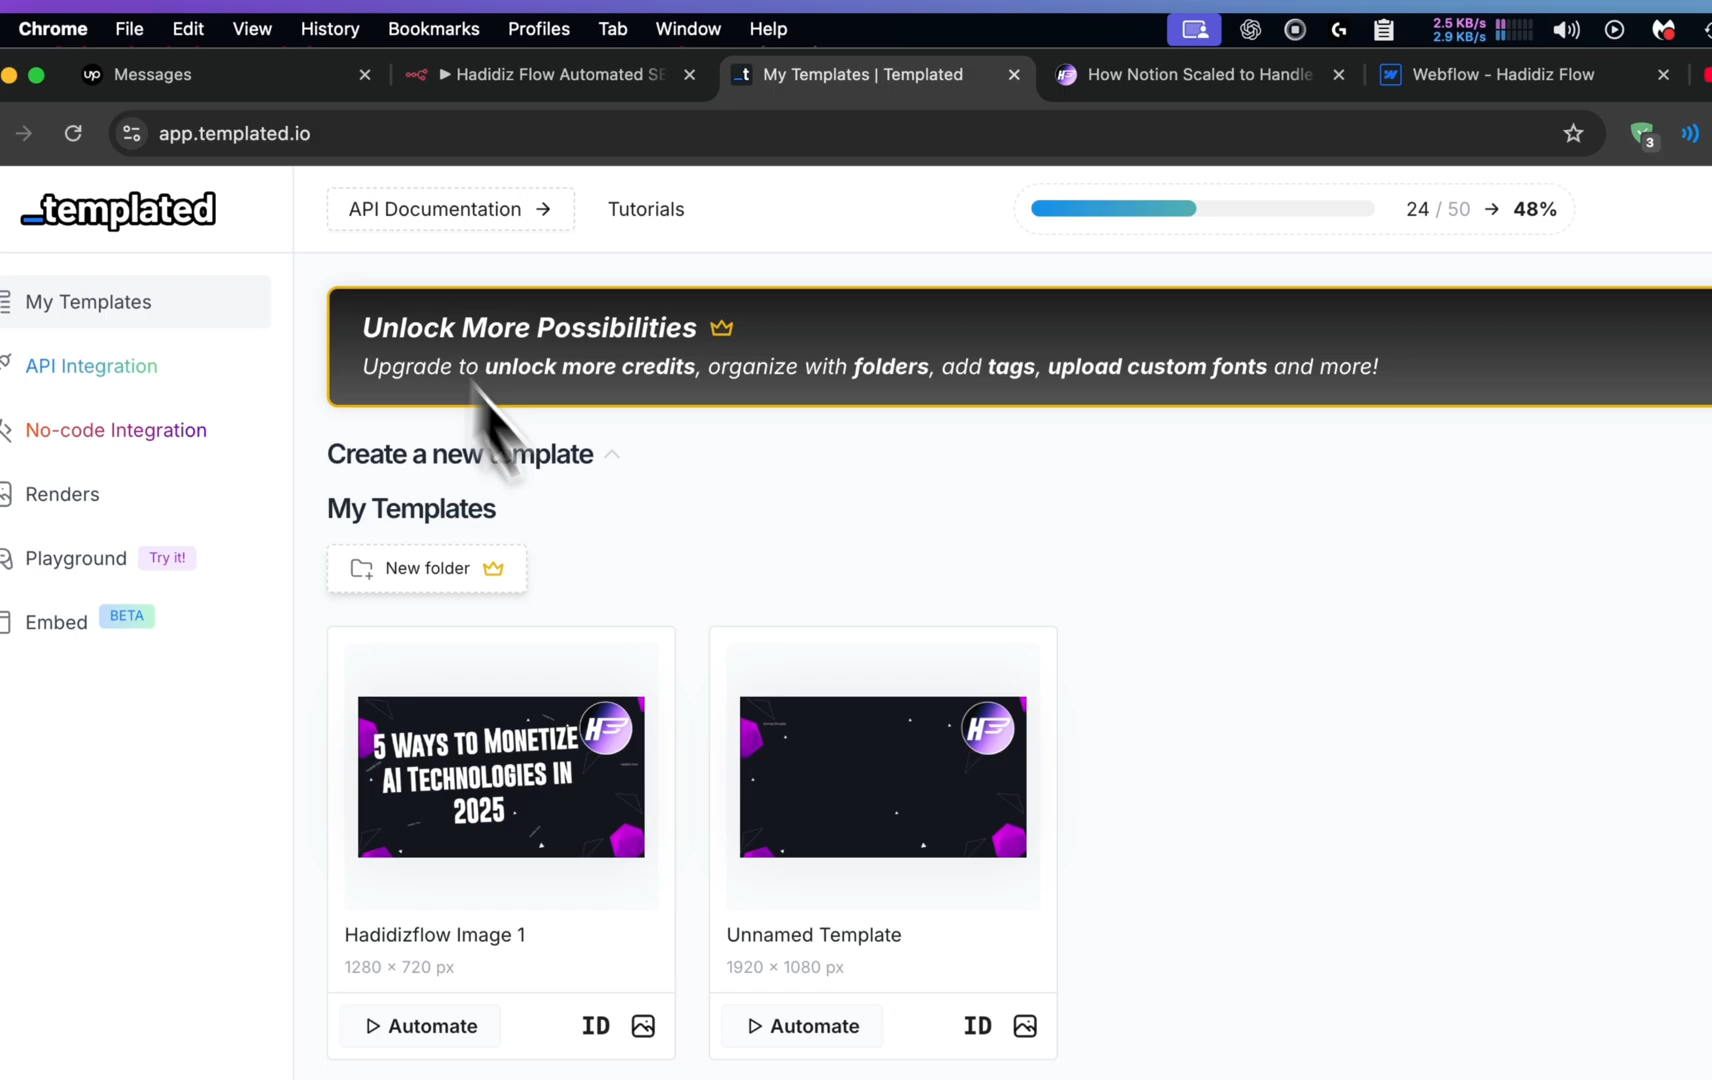 Chrome File Edit View History Bookmarks Profiles Tab Window Help 2.5 KB/s
2.9 KB/s
up Messages Hadidiz Flow Automated SE _t My Templates | Templated How Notion Scaled to Handle Webflow - Hadidiz Flow
app.templated.io 3
_templated API Documentation → Tutorials 24 / 50 → 48%
My Templates
API Integration
No-code Integration
Renders
Playground Try it!
Embed BETA
Unlock More Possibilities
Upgrade to unlock more credits, organize with folders, add tags, upload custom fonts and more!
Create a new template
My Templates
New folder
5 Ways to Monetize
AI Technologies in
2025
Hadidizflow Image 1
1280 × 720 px
Automate ID
Unnamed Template
1920 × 1080 px
Automate ID